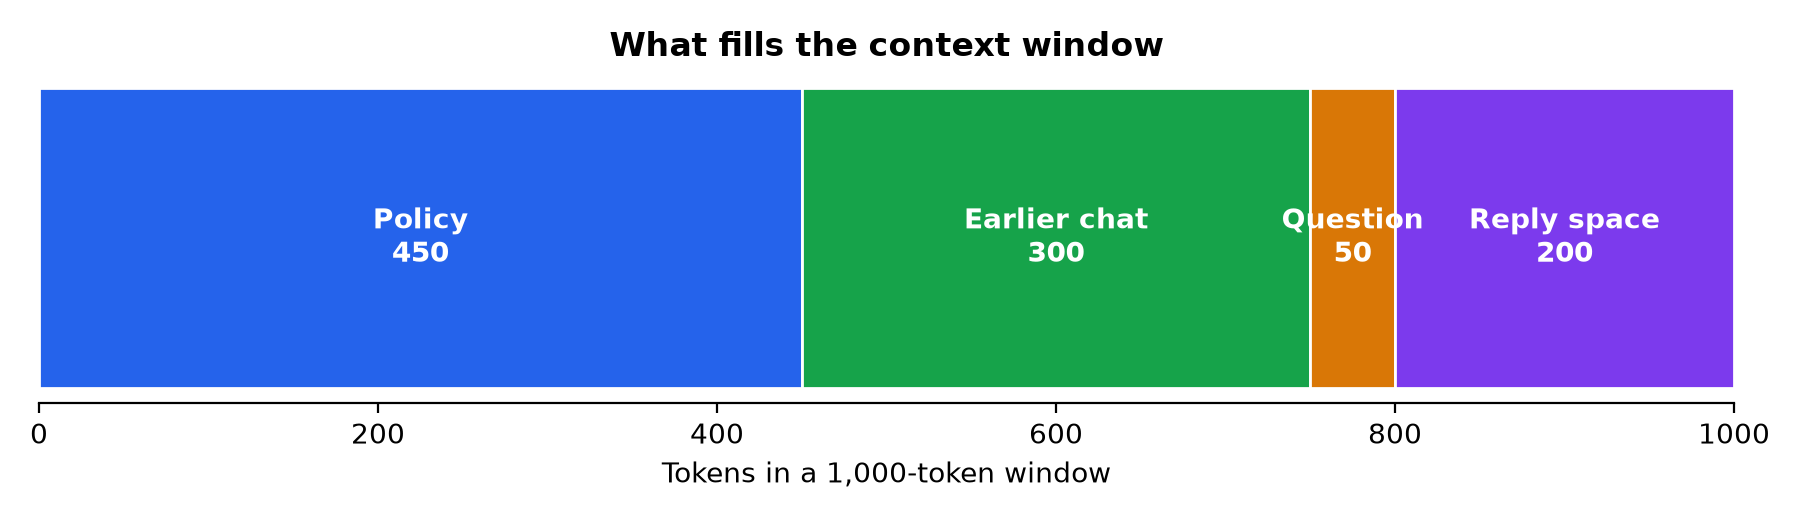 What fills the context window
Policy
450
Earlier chat
300
Question
50
Reply space
200
0
200
400
600
800
1000
Tokens in a 1,000-token window